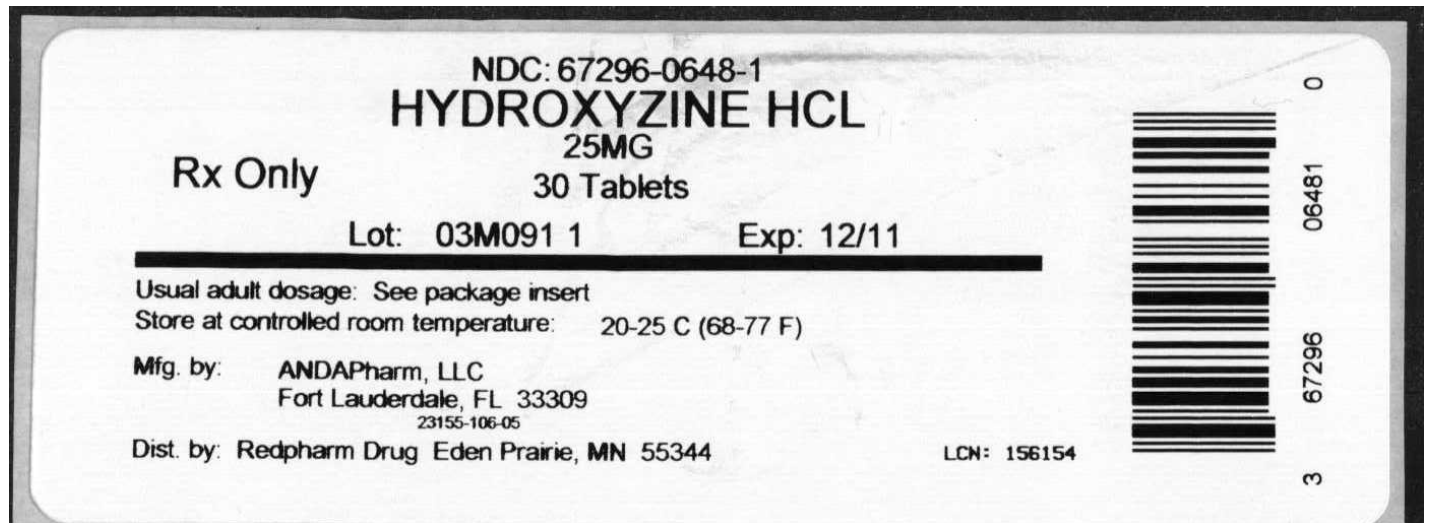 NDC: 67296-0648-1
HYDROXYZINE HCL
25MG
Rx Only
30 Tablets
Lot: 03M091 1 Exp: 12/11
Usual adult dosage: See package insert
Store at controlled room temperature: 20-25 C (68-77 F)
Mfg. by: ANDAPharm, LLC
Fort Lauderdale, FL 33309
23155-106-05
Dist. by: Redpharm Drug Eden Prairie, MN 55344
LCN: 156154
3 67296 06481 0